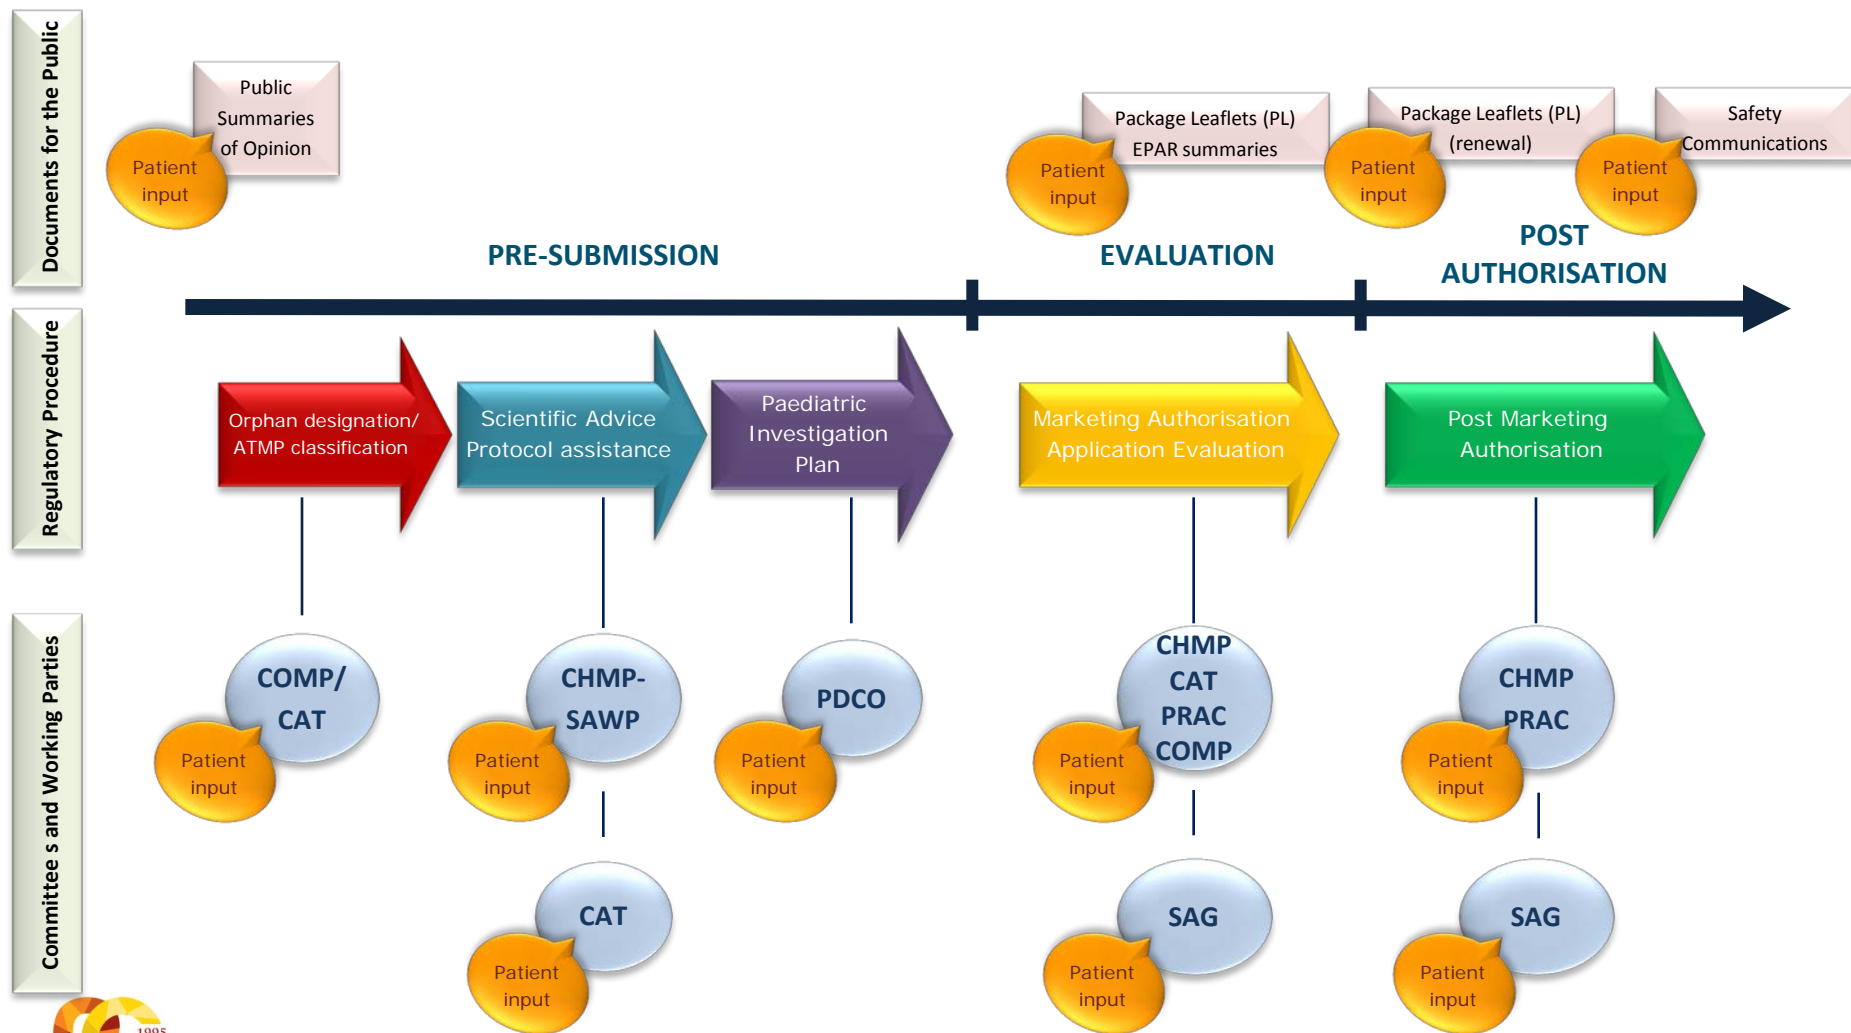 Documents for the Public
Public
Summaries
of Opinion
Patient
input
Package Leaflets (PL)
EPAR summaries
Patient
input
Package Leaflets (PL)
(renewal)
Patient
input
Safety
Communications
Patient
input
PRE-SUBMISSION
EVALUATION
POST
AUTHORISATION
Regulatory Procedure
Orphan designation/
ATMP classification
Scientific Advice
Protocol assistance
Paediatric
Investigation
Plan
Marketing Authorisation
Application Evaluation
Post Marketing
Authorisation
Committee s and Working Parties
COMP/
CAT
Patient
input
CHMP-
SAWP
Patient
input
PDCO
Patient
input
CHMP
CAT
PRAC
COMP
Patient
input
CHMP
PRAC
Patient
input
CAT
Patient
input
SAG
Patient
input
SAG
Patient
input
1995